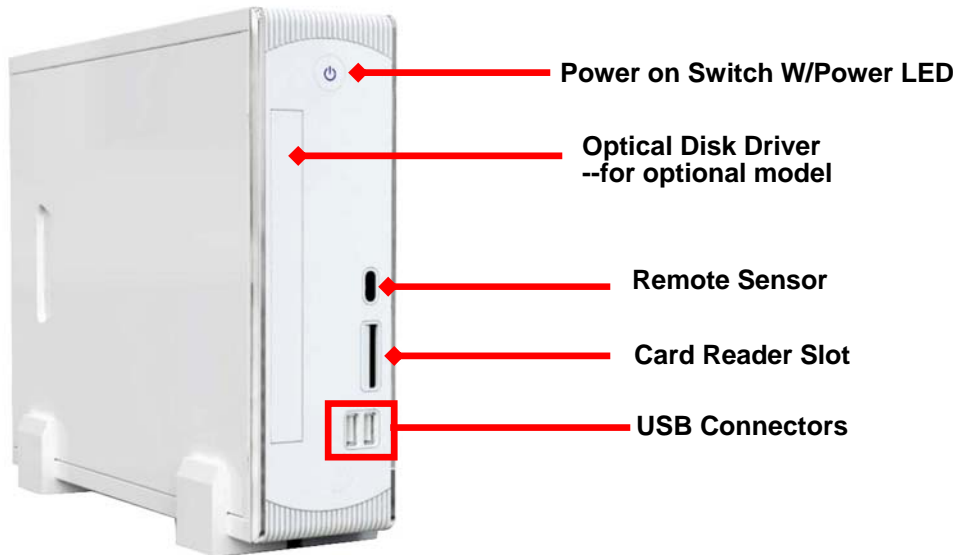 Power on Switch W/Power LED
Optical Disk Driver
--for optional model
Remote Sensor
Card Reader Slot
USB Connectors